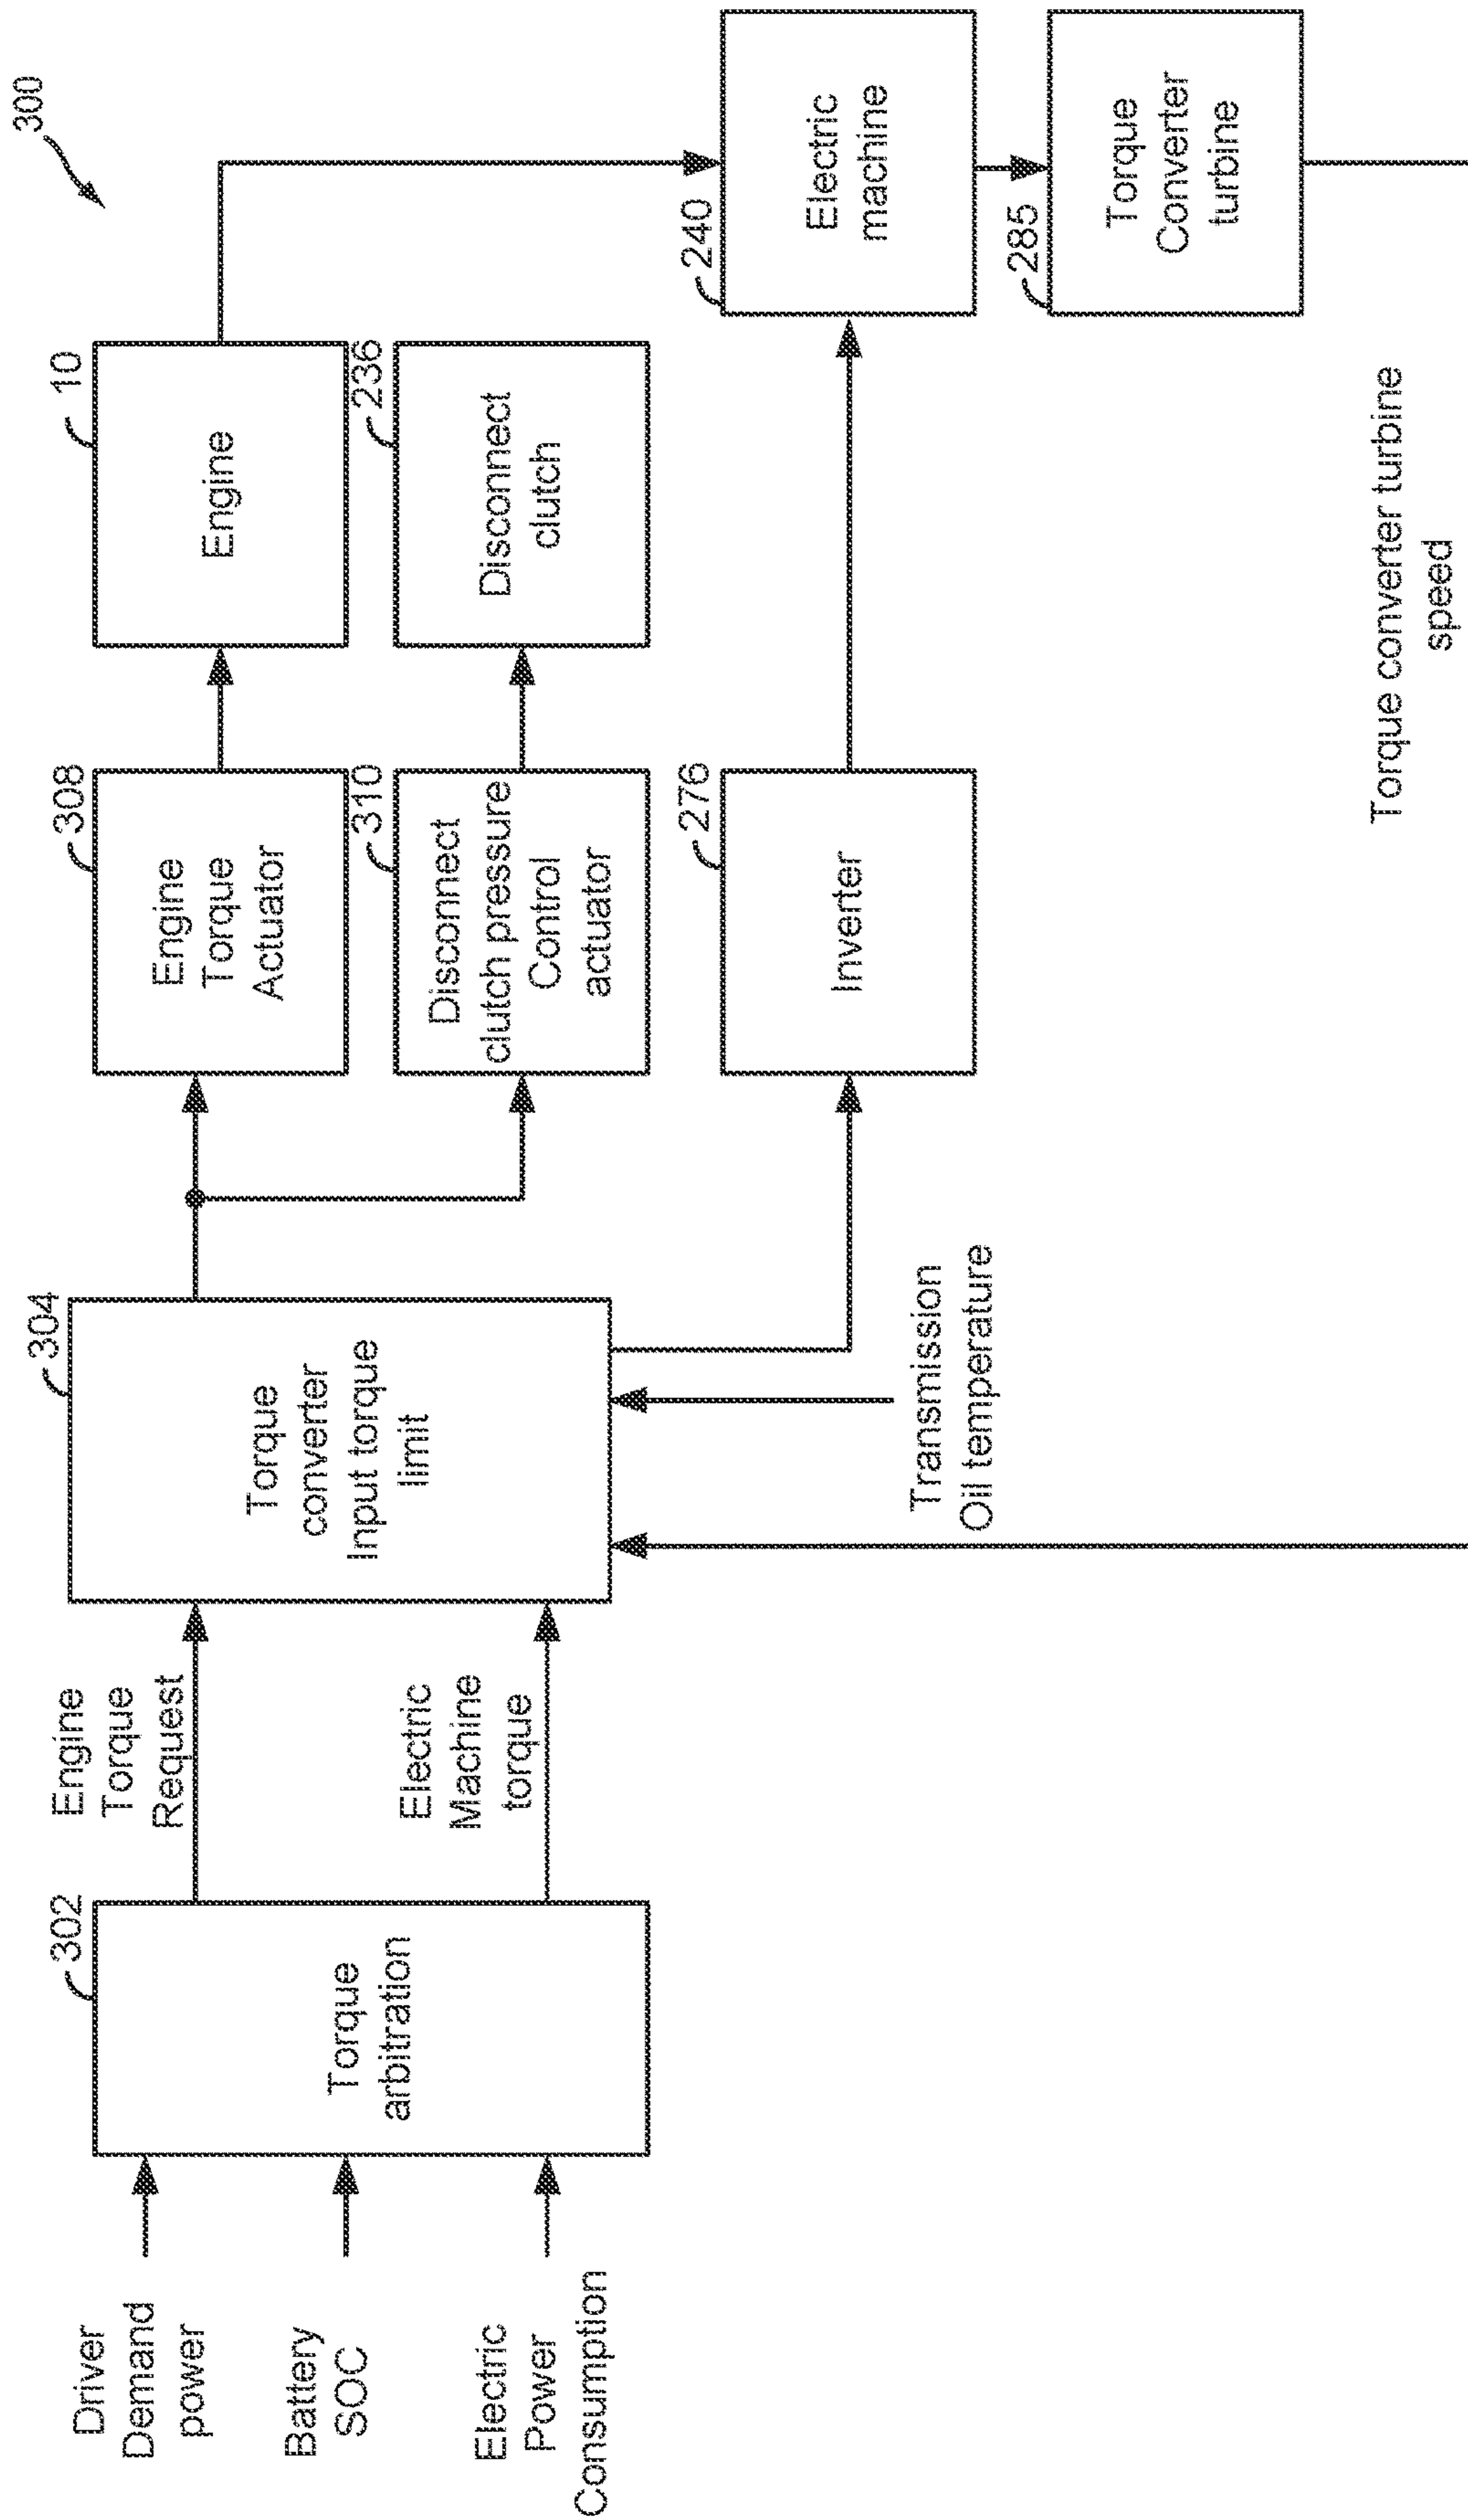 300
Driver
Demand
power
Battery
SOC
Electric
Power
Consumption
302
Torque
arbitration
Engine
Torque
Request
Electric
Machine
torque
304
Torque
converter
Input torque
limit
Transmission
Oil temperature
308
Engine
Torque
Actuator
310
Disconnect
clutch pressure
Control
actuator
276
Inverter
10
Engine
236
Disconnect
clutch
240
Electric
machine
285
Torque
Converter
turbine
Torque converter turbine
speed